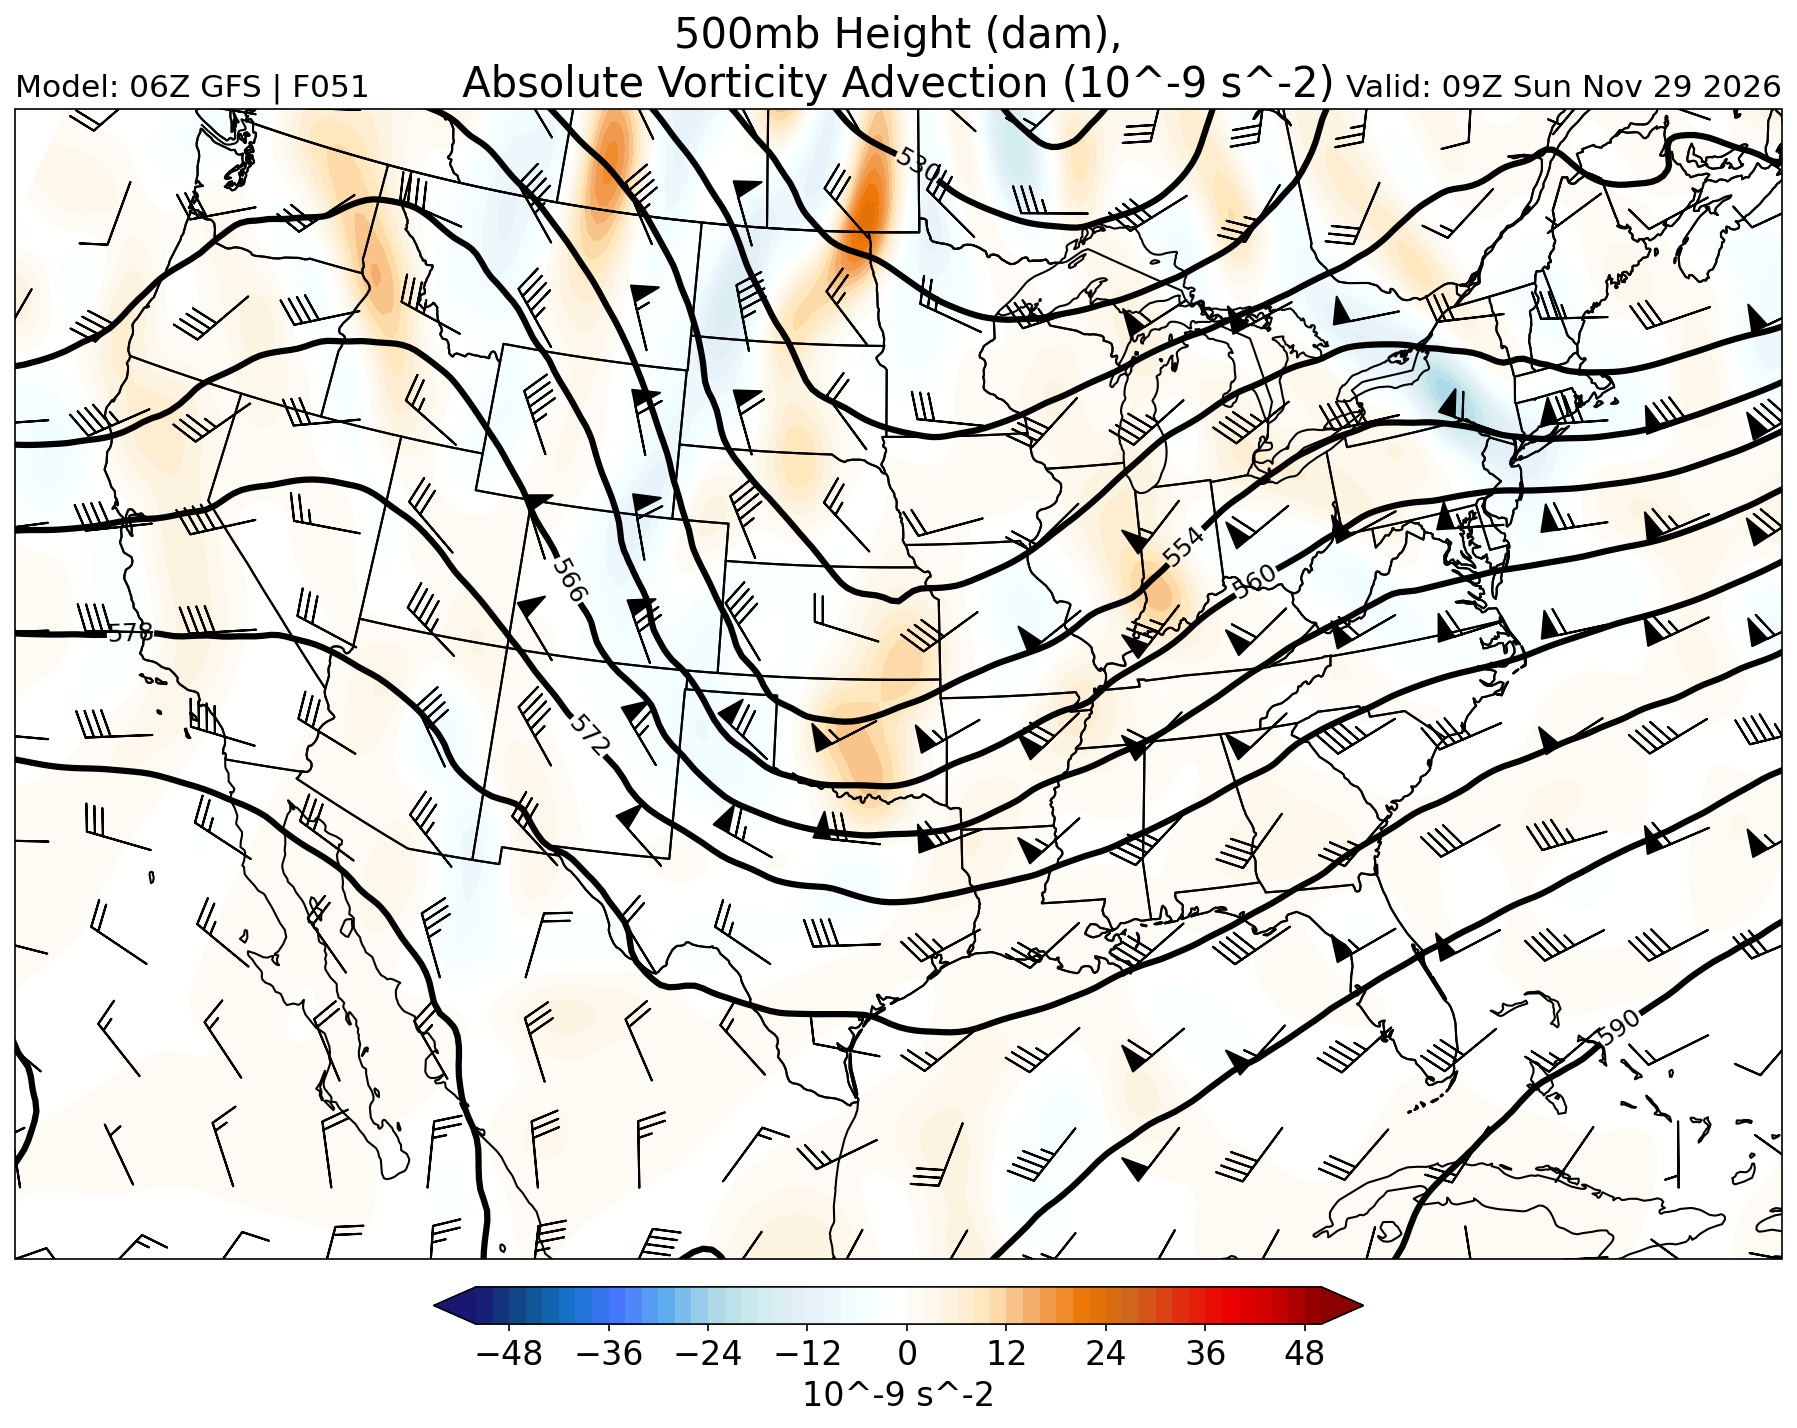 500mb Height (dam),
Model: 06Z GFS | F051
Absolute Vorticity Advection (10^-9 s^-2)
Valid: 09Z Sun Nov 29 2026
530
554
560
566
578
572
590
−48 −36 −24 −12 0 12 24 36 48
10^-9 s^-2